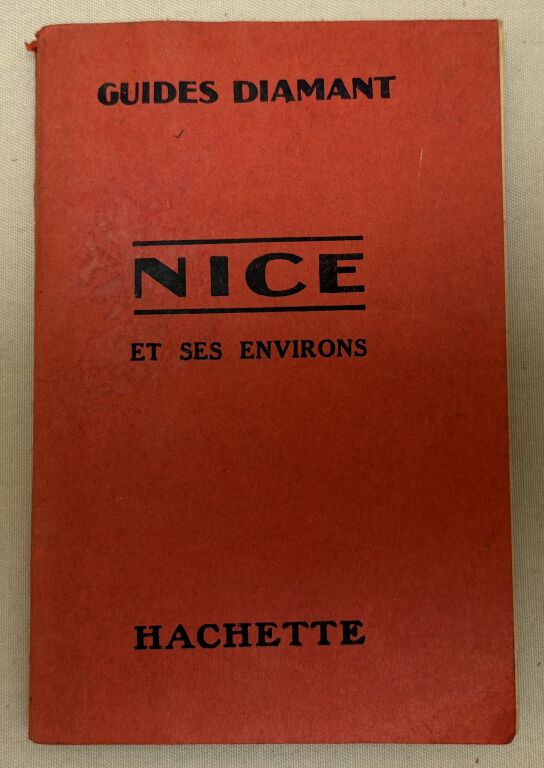 GUIDES DIAMANT
NICE
ET SES ENVIRONS
HACHETTE